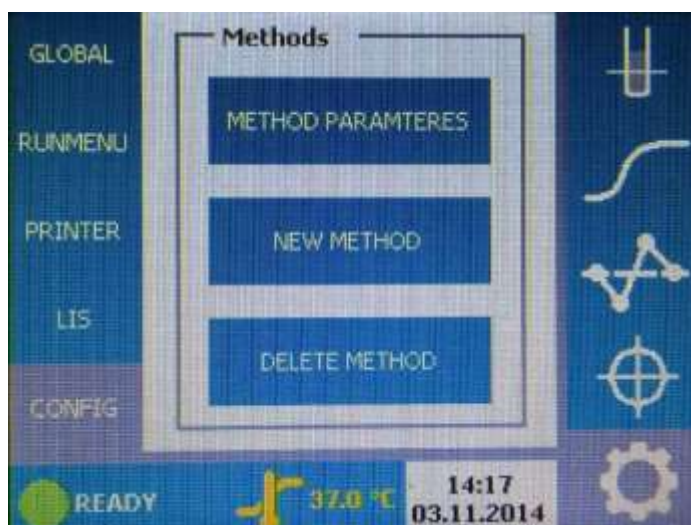 GLOBAL
RUNMENU
PRINTER
LIS
CONFIG
Methods
METHOD PARAMTERES
NEW METHOD
DELETE METHOD
READY
37.0 °C
14:17
03.11.2014